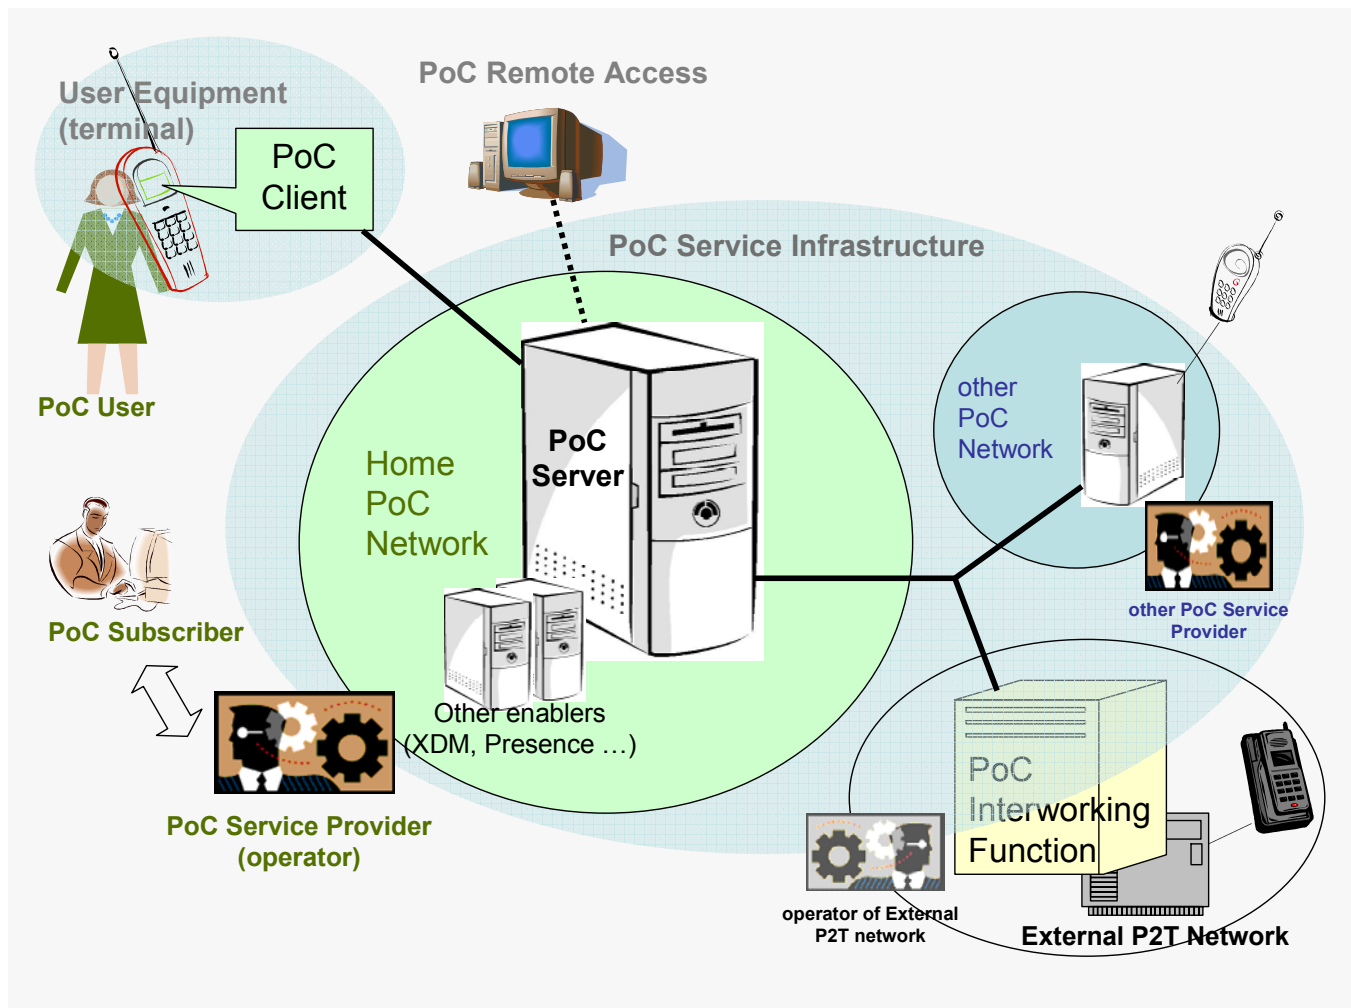 PoC Remote Access
User Equipment
(terminal)
PoC
Client
PoC Service Infrastructure
PoC User
other
PoC
Network
PoC
Server
Home
PoC
Network
other PoC Service
Provider
PoC Subscriber
Other enablers
(XDM, Presence …)
PoC
Interworking
Function
PoC Service Provider
(operator)
operator of External
P2T network
External P2T Network